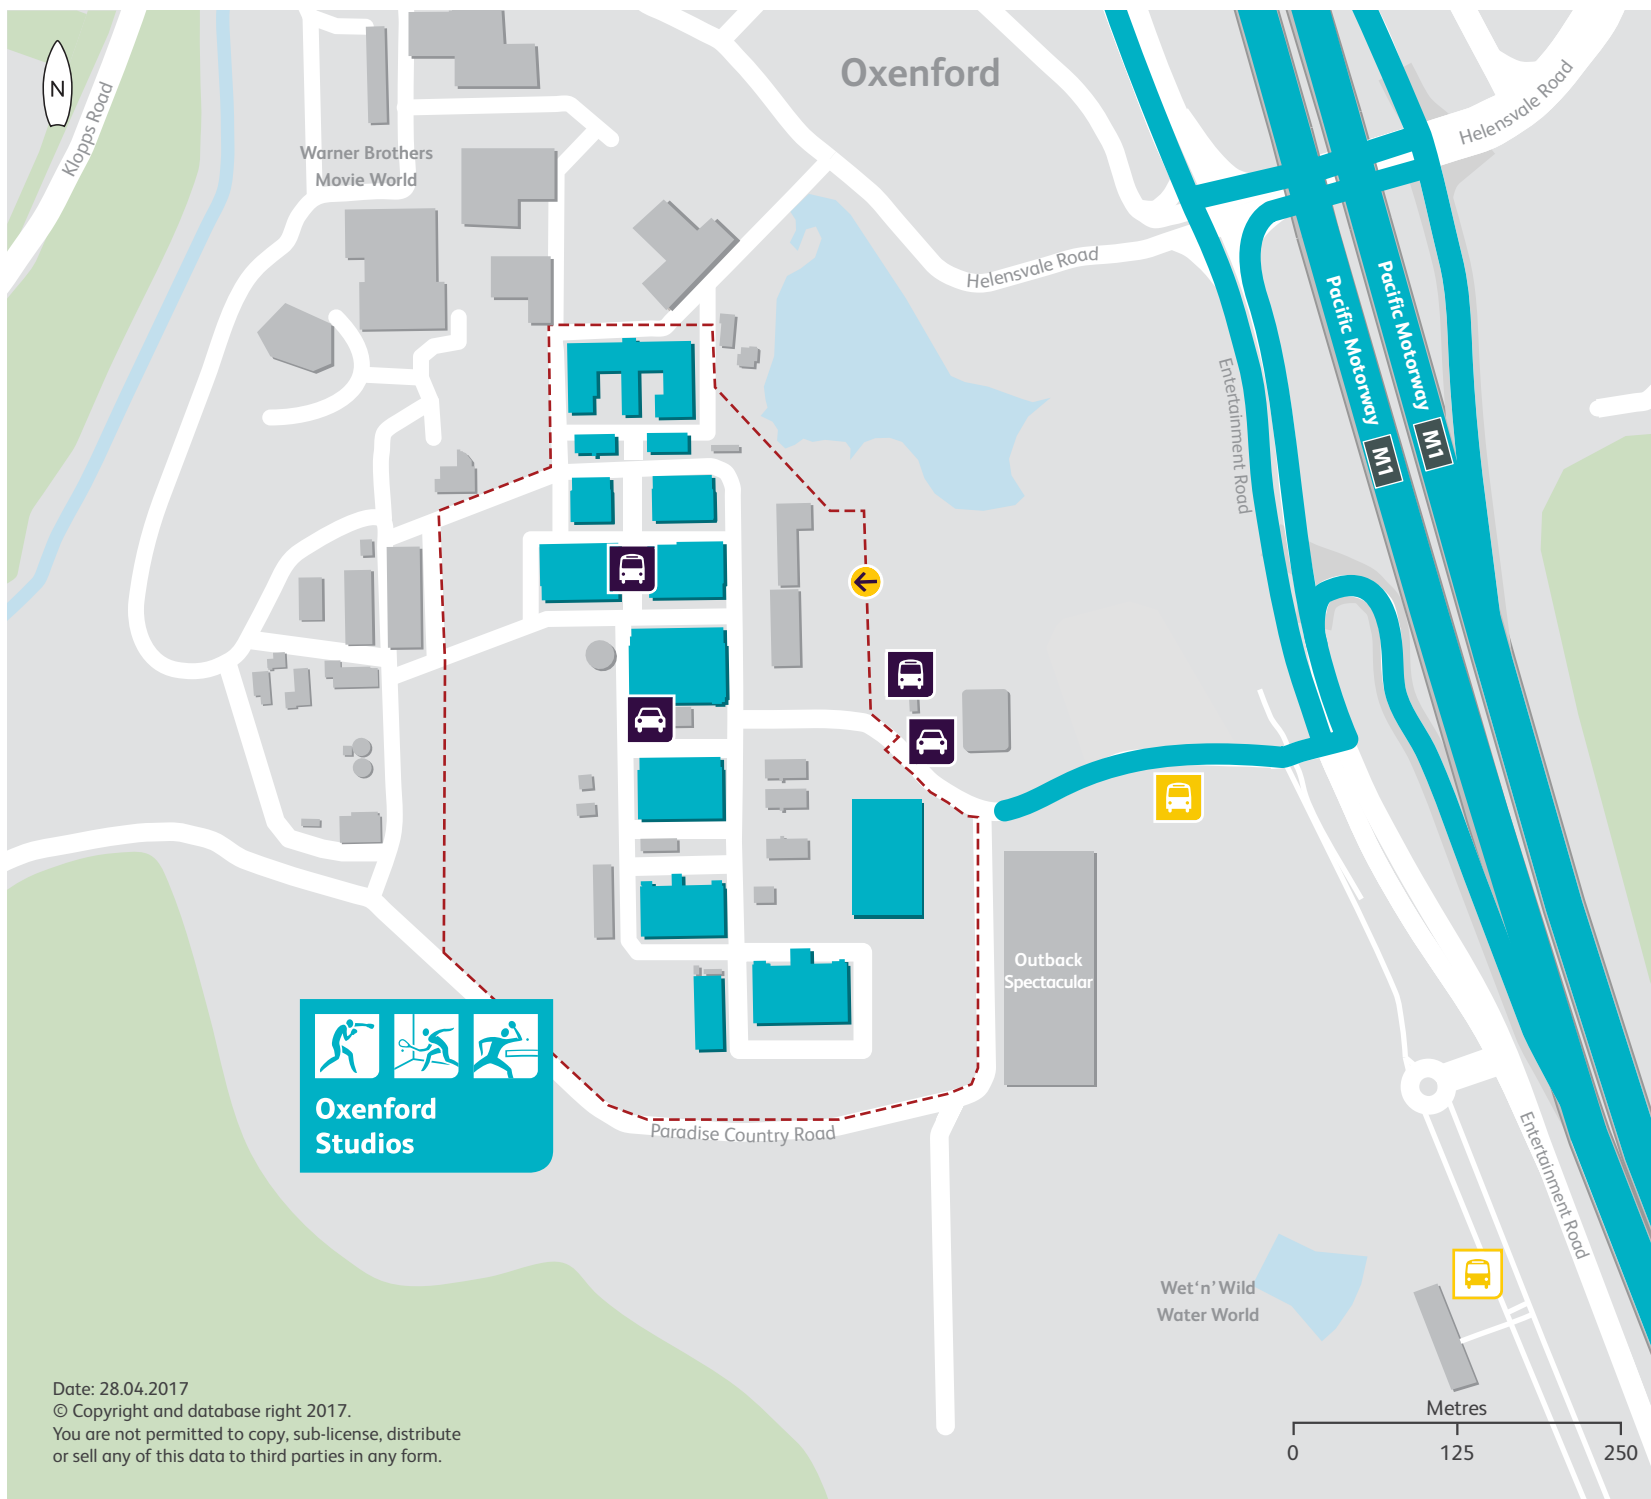 N
Klopps Road
Oxenford
Helensvale Road
Warner Brothers
Movie World
Helensvale Road
Pacific Motorway
M1
Pacific Motorway
M1
Entertainment Road
Outback
Spectacular
Oxenford
Studios
Paradise Country Road
Entertainment Road
Wet‘n’Wild
Water World
Date: 28.04.2017
© Copyright and database right 2017.
You are not permitted to copy, sub-license, distribute
or sell any of this data to third parties in any form.
Metres
0 125 250